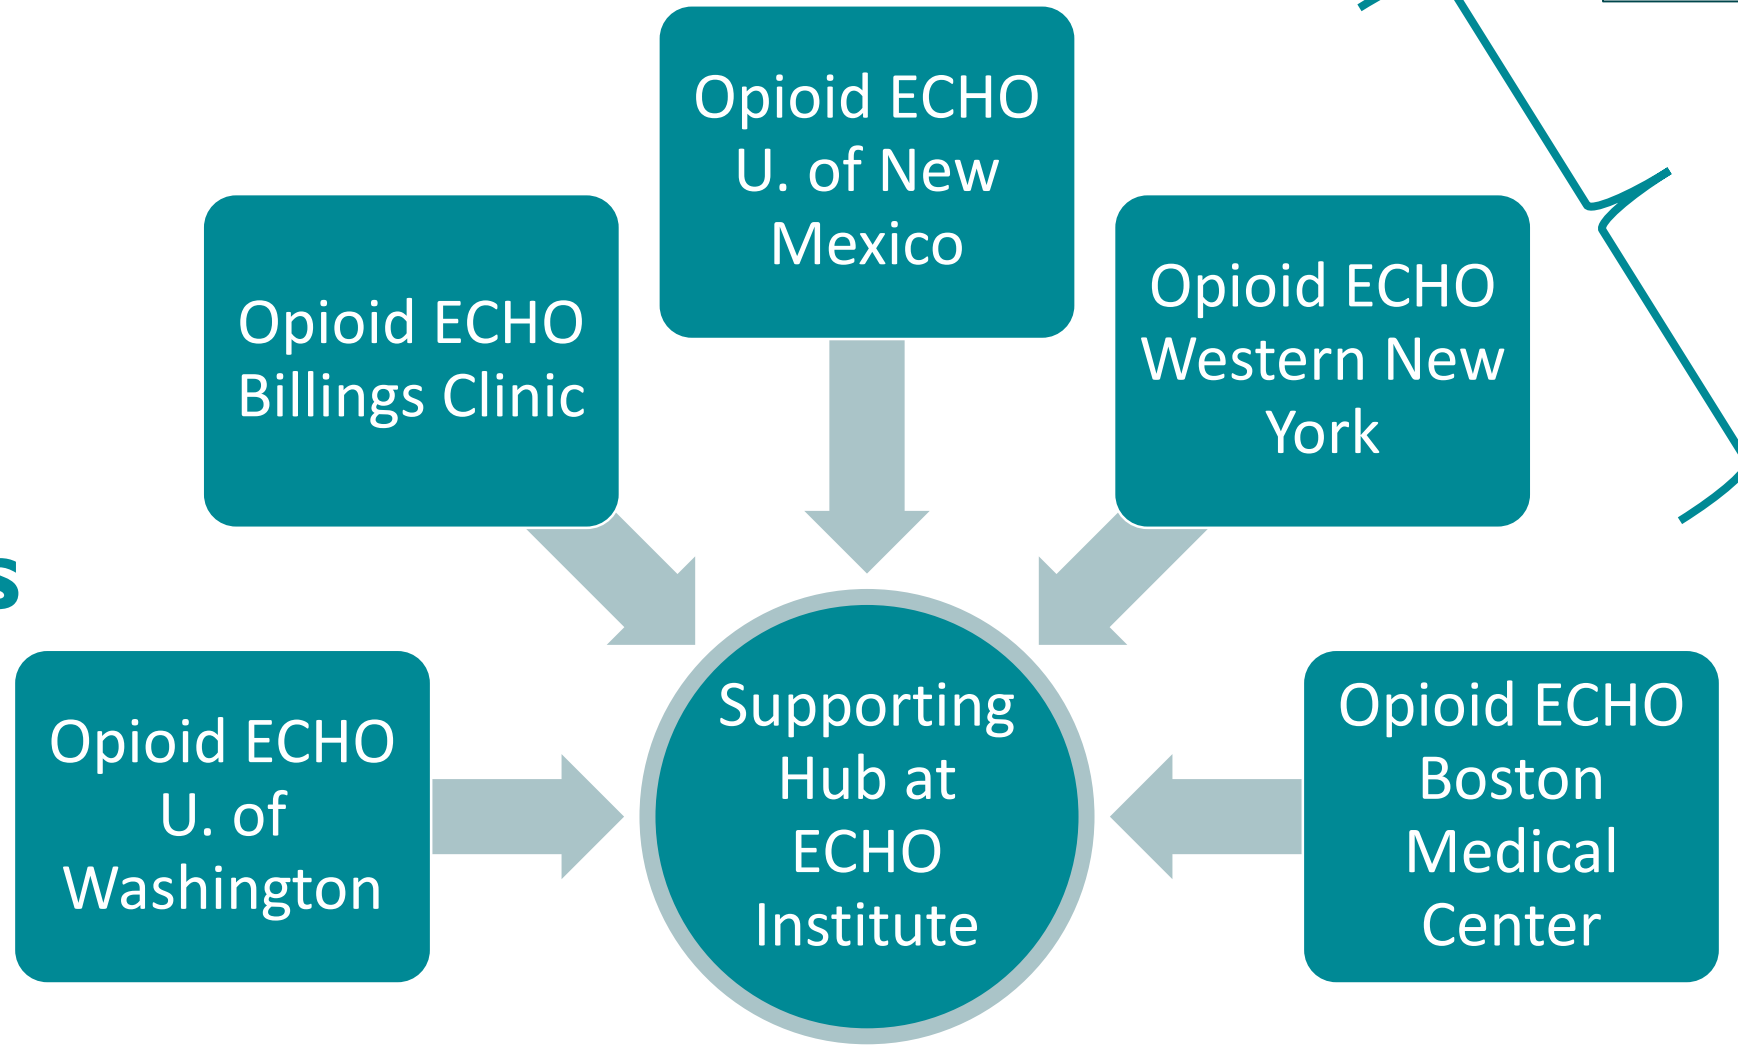 Opioid ECHO
U. of New
Mexico
Opioid ECHO
Billings Clinic
Opioid ECHO
Western New
York
s
Opioid ECHO
U. of
Washington
Supporting
Hub at
ECHO
Institute
Opioid ECHO
Boston
Medical
Center